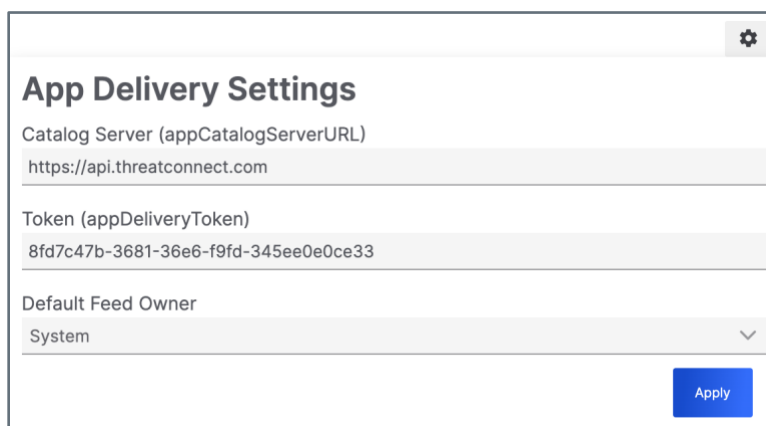 App Delivery Settings
Catalog Server (appCatalogServerURL)
https://api.threatconnect.com
Token (appDeliveryToken)
8fd7c47b-3681-36e6-f9fd-345ee0e0ce33
Default Feed Owner
System
Apply